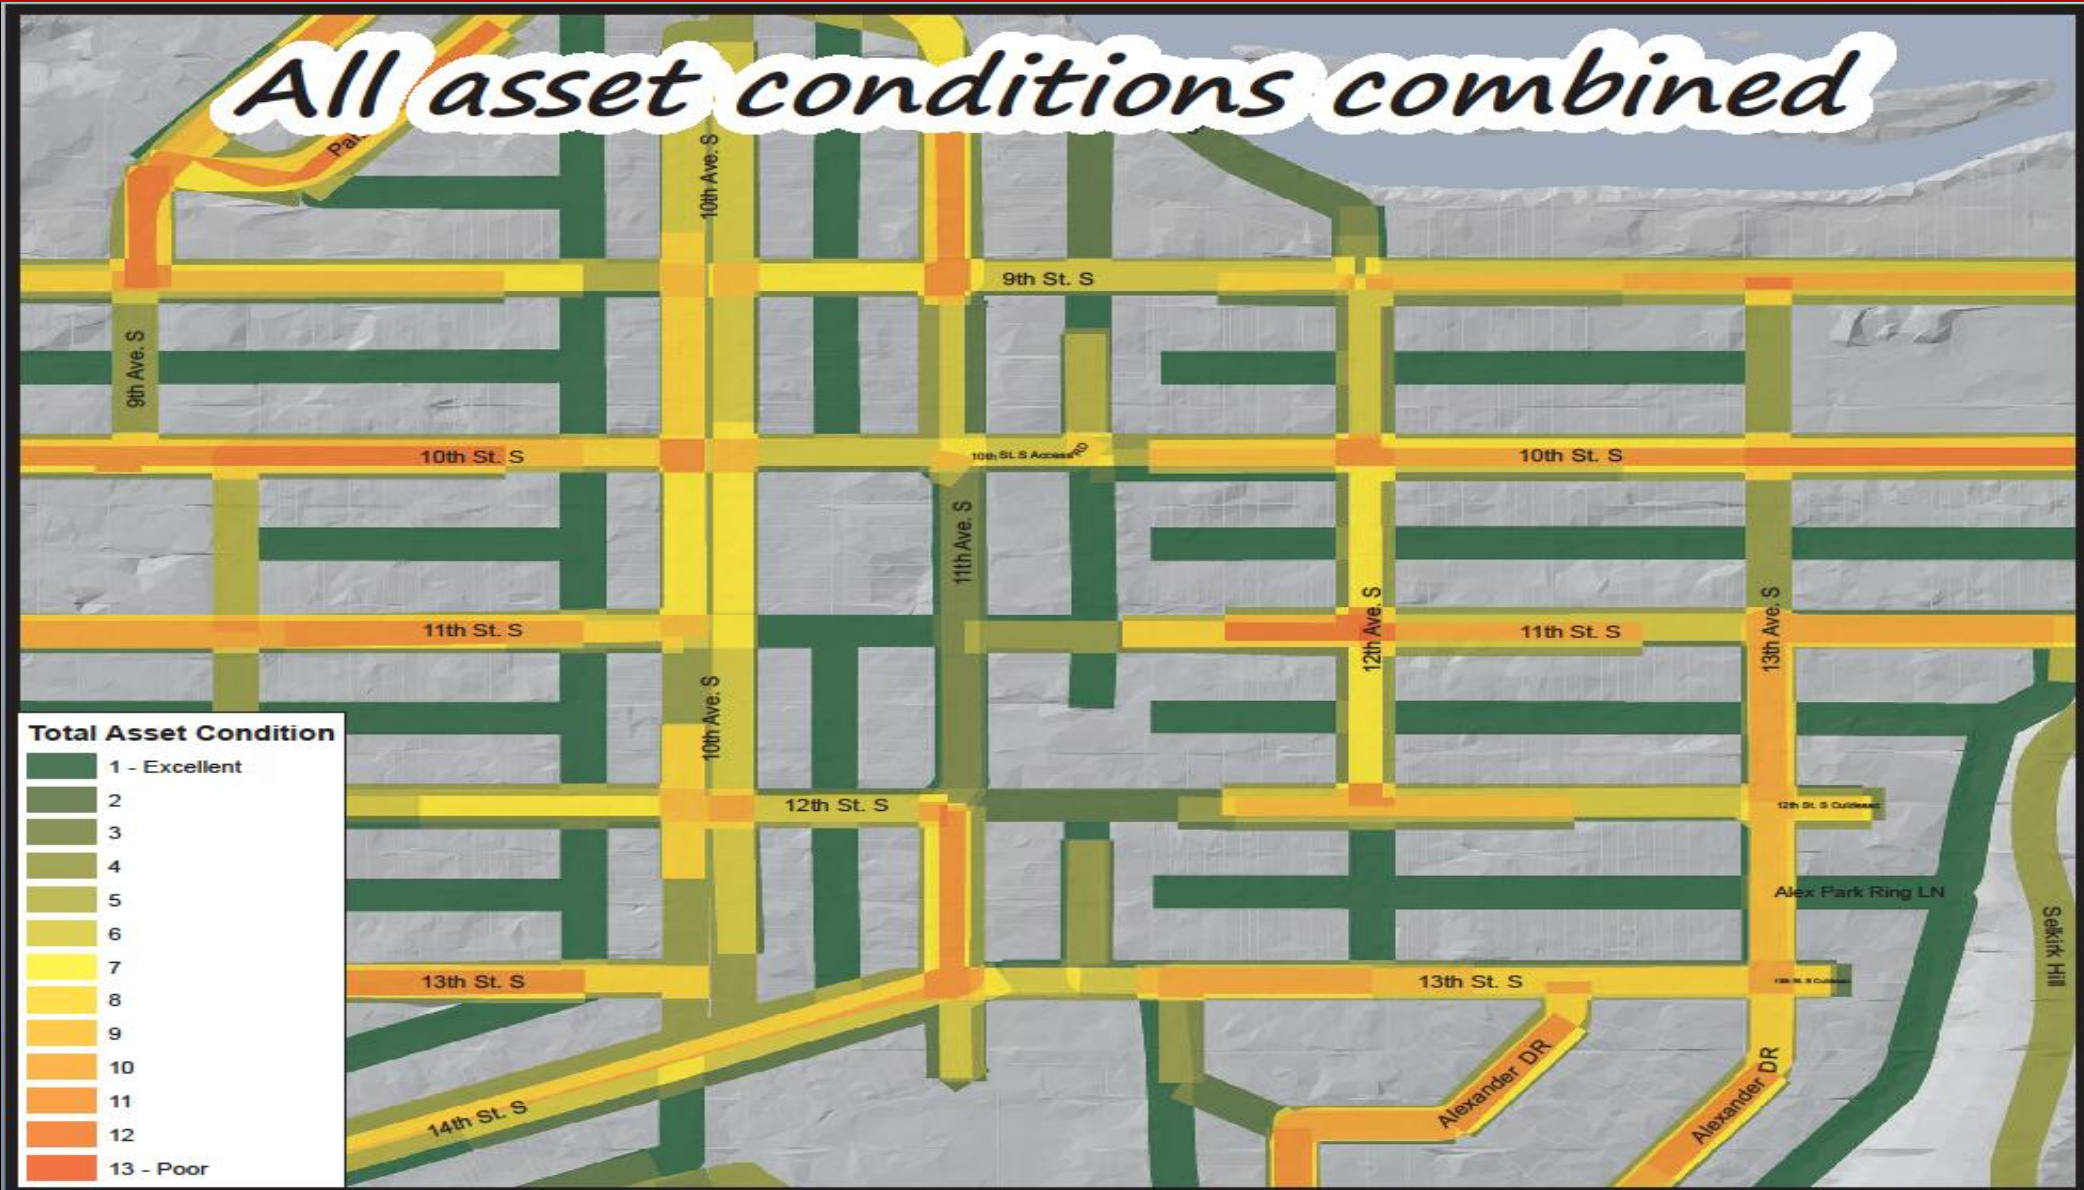 All asset conditions combined
10th Ave. S
9th St. S
9th Ave. S
10th St. S
10th St. S Access RD
10th St. S
11th Ave. S
11th St. S
12th Ave. S
11th St. S
13th Ave. S
10th Ave. S
12th St. S
12th St. S Culdesac
Alex Park Ring LN
Selkirk Hill
13th St. S
13th St. S
13th St. S Culdesac
14th St. S
Alexander DR
Alexander DR
Total Asset Condition
1 - Excellent
2
3
4
5
6
7
8
9
10
11
12
13 - Poor